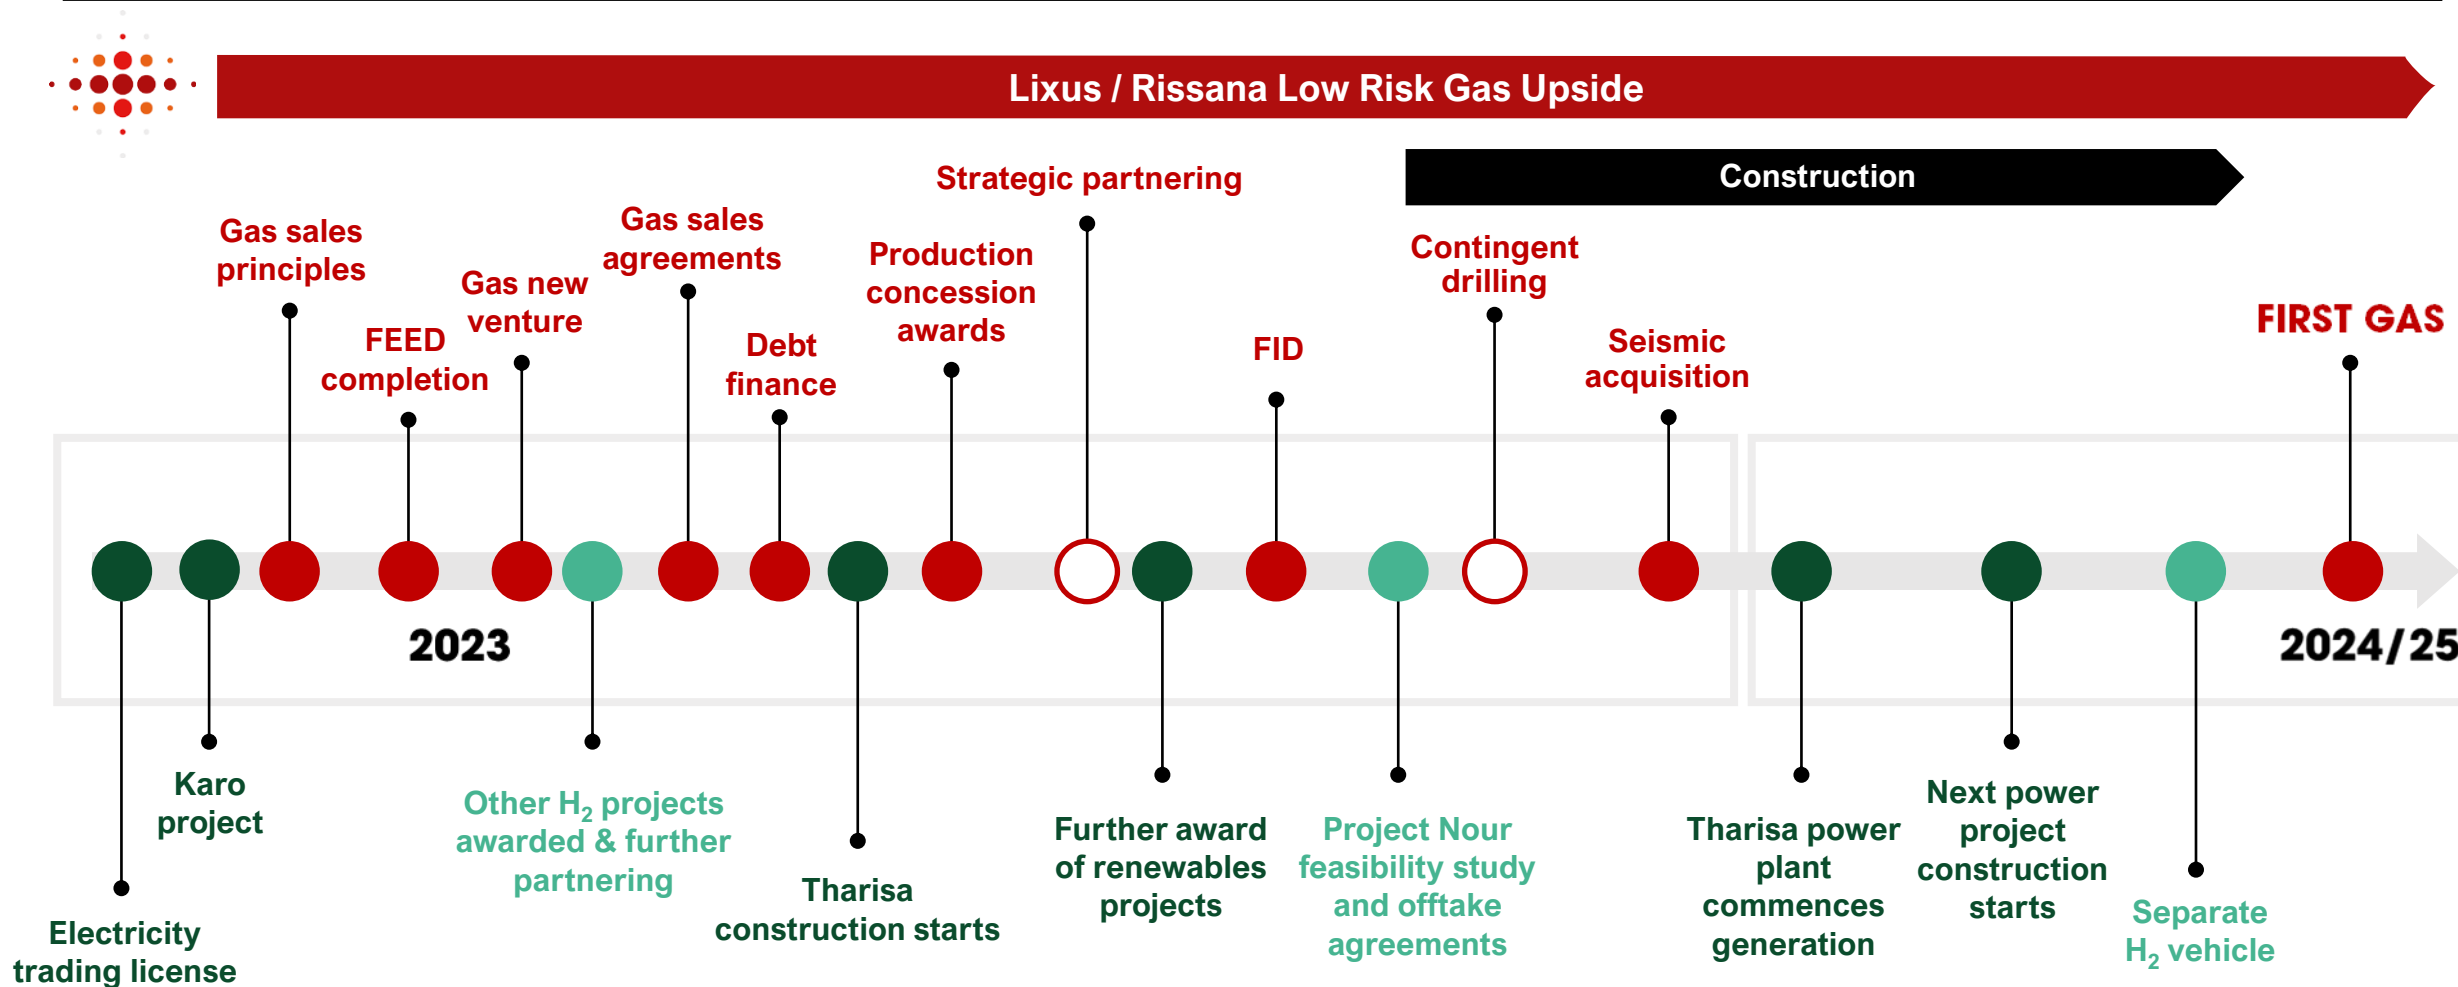 Lixus / Rissana Low Risk Gas Upside
Construction
Strategic partnering
Gas sales
principles
FEED
completion
Gas new
venture
Gas sales
agreements
Debt
finance
Production
concession
awards
FID
Contingent
drilling
Seismic
acquisition
FIRST GAS
2023
2024/25
Electricity
trading license
Karo
project
Other H₂ projects
awarded & further
partnering
Tharisa
construction starts
Further award
of renewables
projects
Project Nour
feasibility study
and offtake
agreements
Tharisa power
plant
commences
generation
Next power
project
construction
starts
Separate
H₂ vehicle